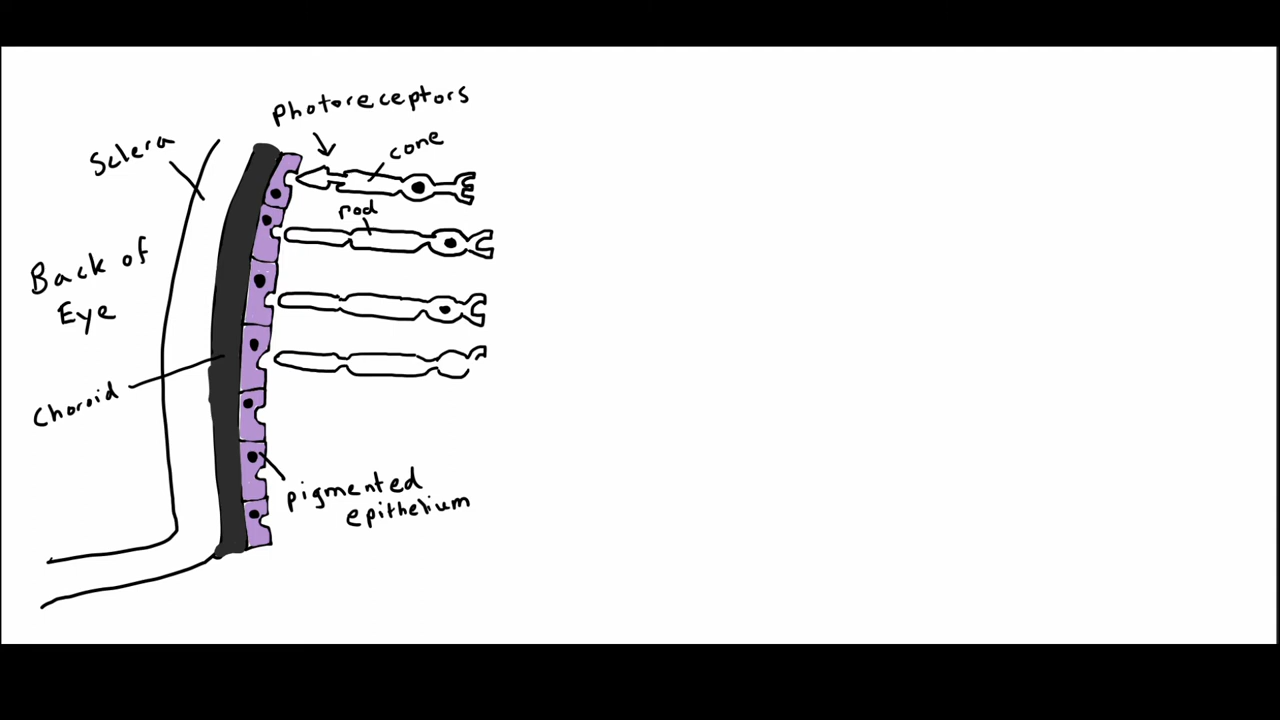 photoreceptors
cone
Sclera
rod
Back of
Eye
Choroid
pigmented
epithelium